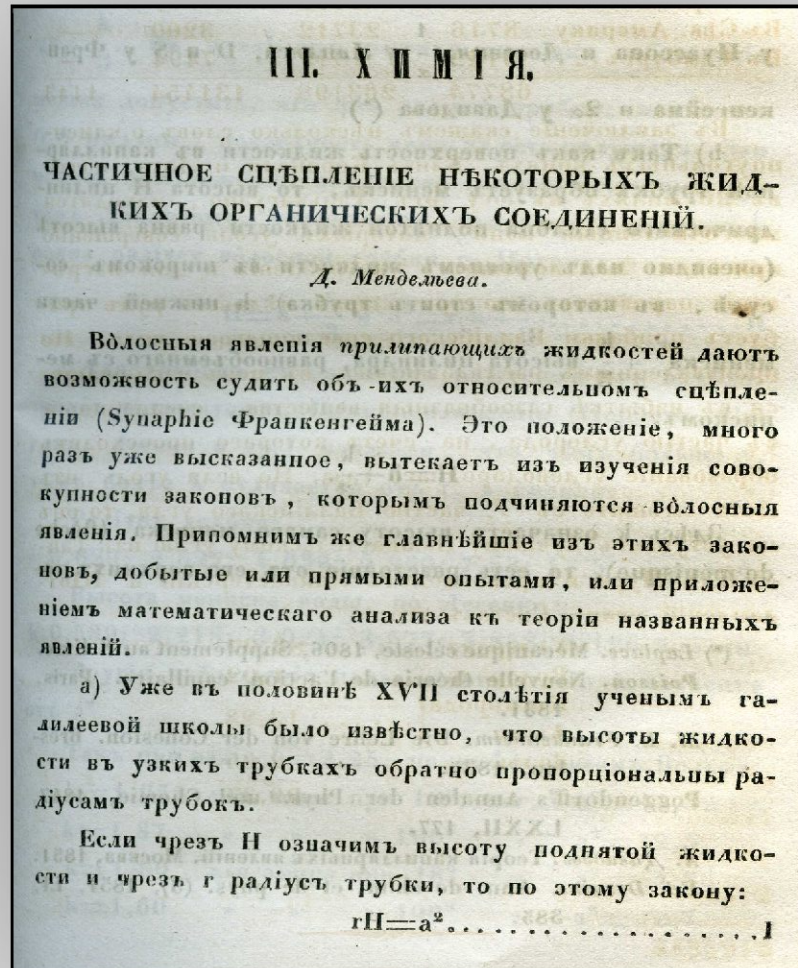 III. ХИМІЯ.
ЧАСТИЧНОЕ СЦѢПЛЕНІЕ НѢКОТОРЫХЪ ЖИД-
КИХЪ ОРГАНИЧЕСКИХЪ СОЕДИНЕНІЙ.
Д. Менделѣева.
Во̀лосныя явленія прилипающихъ жидкостей даютъ
возможность судить объ ихъ относительномъ сцѣпле-
ніи (Synaphie Франкенгейма). Это положеніе, много
разъ уже высказанное, вытекаетъ изъ изученія сово-
купности законовъ, которымъ подчиняются во̀лосныя
явленія. Припомнимъ же главнѣйшіе изъ этихъ зако-
новъ, добытые или прямыми опытами, или приложе-
ніемъ математическаго анализа къ теоріи названныхъ
явленій.
а) Уже въ половинѣ XVII столѣтія ученымъ га-
лилеевой школы было извѣстно, что высоты жидко-
сти въ узкихъ трубкахъ обратно пропорціональны ра-
діусамъ трубокъ.
Если чрезъ H означимъ высоту поднятой жидко-
сти и чрезъ r радіусъ трубки, то по этому закону:
rH=a²....................I